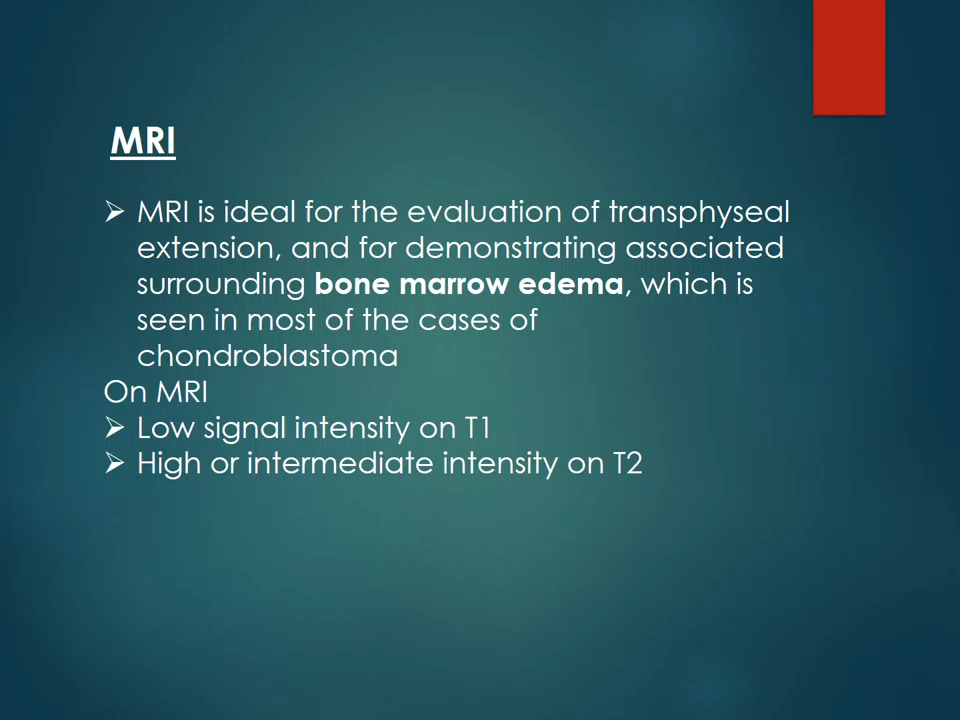 MRI
➢ MRI is ideal for the evaluation of transphyseal
extension, and for demonstrating associated
surrounding bone marrow edema, which is
seen in most of the cases of
chondroblastoma
On MRI
➢ Low signal intensity on T1
➢ High or intermediate intensity on T2